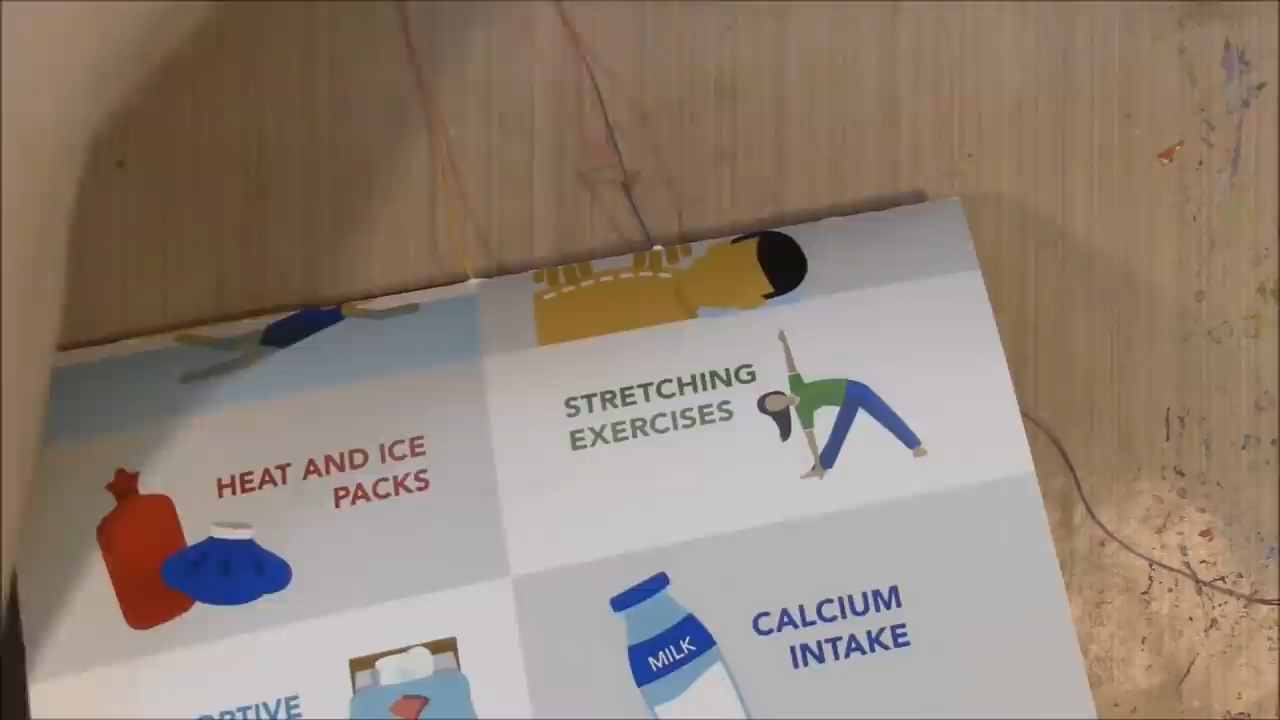 STRETCHING
EXERCISES
HEAT AND ICE
PACKS
CALCIUM
INTAKE
MILK